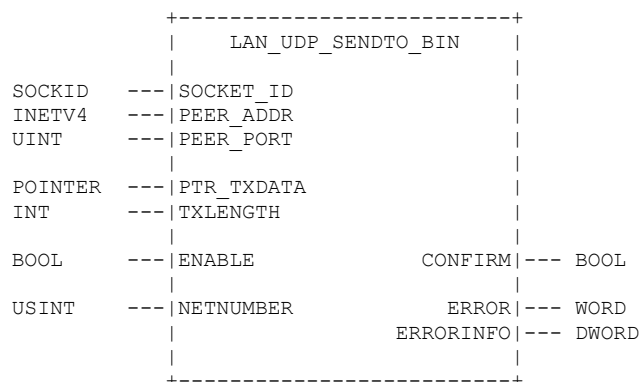 +---------------------------+
| LAN_UDP_SENDTO_BIN |
| |
SOCKID ---|SOCKET_ID |
INETV4 ---|PEER_ADDR |
UINT ---|PEER_PORT |
| |
POINTER ---|PTR_TXDATA |
INT ---|TXLENGTH |
| |
BOOL ---|ENABLE CONFIRM|--- BOOL
| |
USINT ---|NETNUMBER ERROR|--- WORD
| ERRORINFO|--- DWORD
| |
+---------------------------+